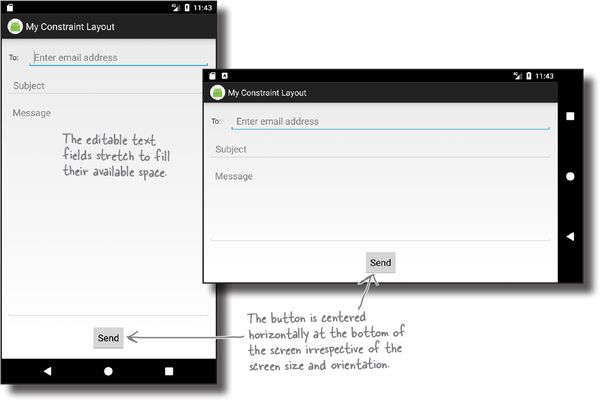 11:43
My Constraint Layout
To:
Enter email address
Subject
Message
The editable text
fields stretch to fill
their available space.
Send
A
11:43
My Constraint Layout
To:
Enter email address
Subject
Message
Send
The button is centered
horizontally at the bottom of
the screen irrespective of the
screen size and orientation.